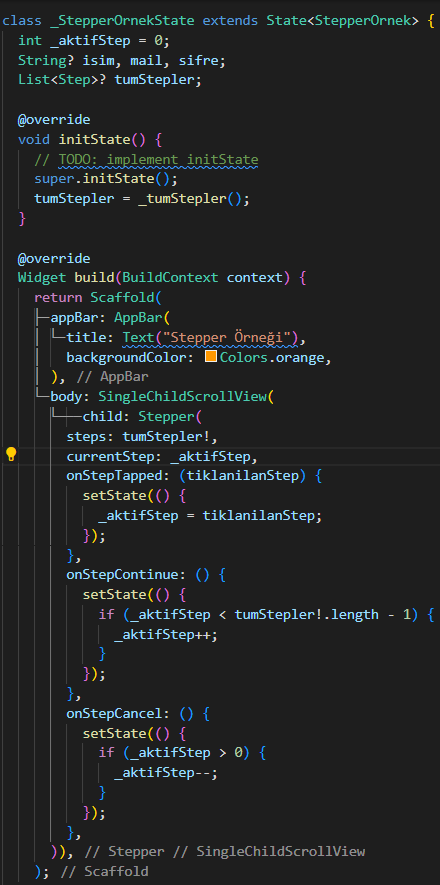 class _StepperOrnekState extends State<StepperOrnek> {
  int _aktifStep = 0;
  String? isim, mail, sifre;
  List<Step>? tumStepler;

  @override
  void initState() {
    // TODO: implement initState
    super.initState();
    tumStepler = _tumStepler();
  }

  @override
  Widget build(BuildContext context) {
    return Scaffold(
      appBar: AppBar(
        title: Text("Stepper Örneği"),
        backgroundColor: Colors.orange,
      ), // AppBar
      body: SingleChildScrollView(
          child: Stepper(
        steps: tumStepler!,
        currentStep: _aktifStep,
        onStepTapped: (tiklanilanStep) {
          setState(() {
            _aktifStep = tiklanilanStep;
          });
        },
        onStepContinue: () {
          setState(() {
            if (_aktifStep < tumStepler!.length - 1) {
              _aktifStep++;
            }
          });
        },
        onStepCancel: () {
          setState(() {
            if (_aktifStep > 0) {
              _aktifStep--;
            }
          });
        },
      )), // Stepper // SingleChildScrollView
    ); // Scaffold